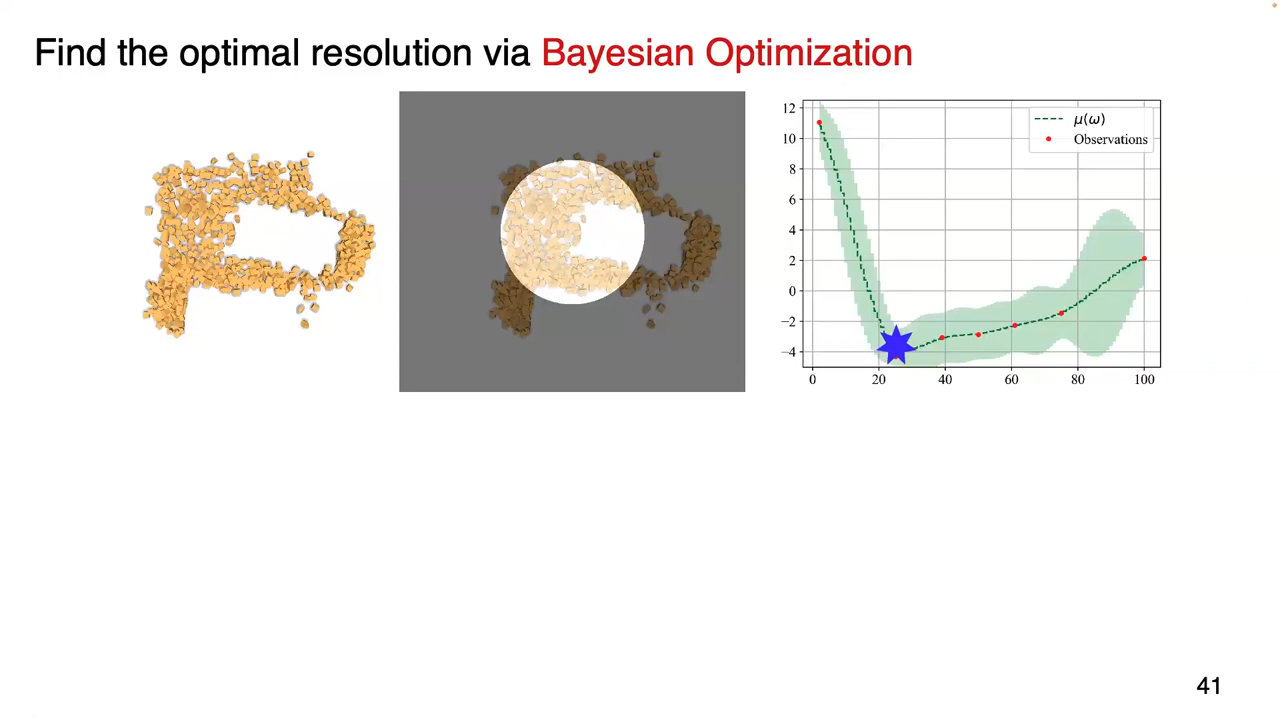 Find the optimal resolution via Bayesian Optimization
12
10
8
6
4
2
0
−2
−4
μ(ω)
Observations
0 20 40 60 80 100
41